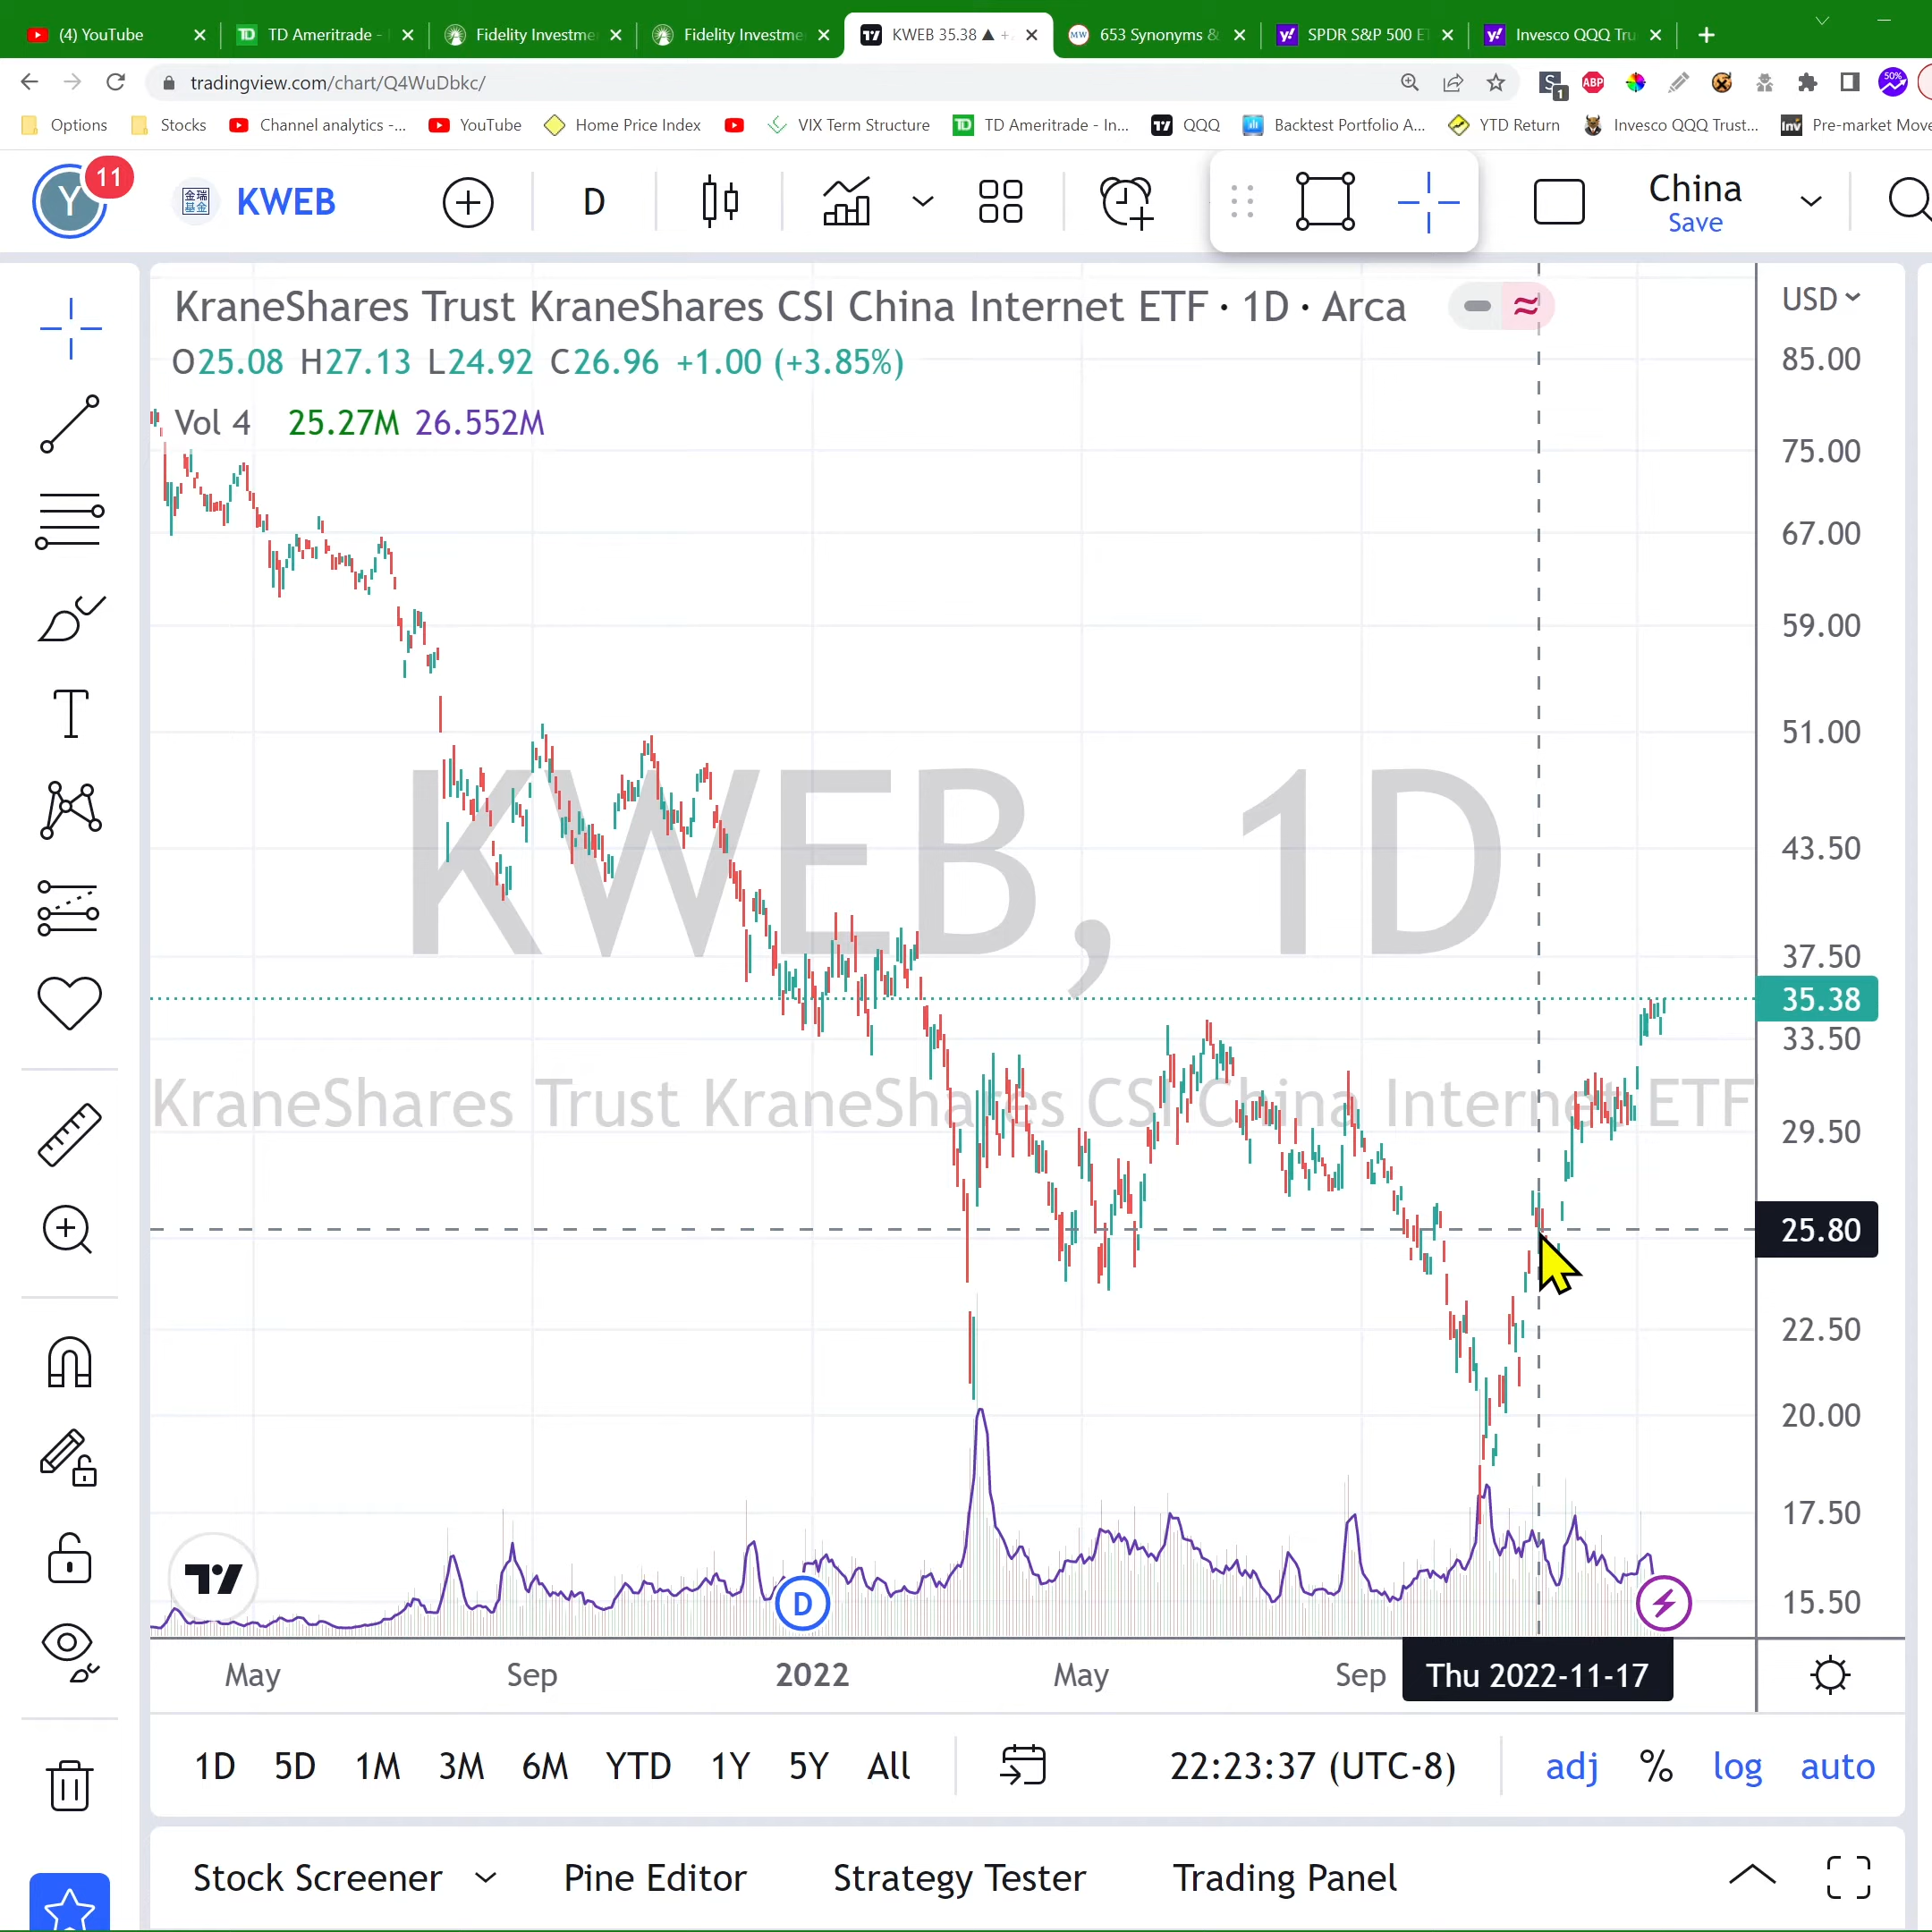 (4) YouTube
TD Ameritrade -
Fidelity Investme
Fidelity Investme
KWEB 35.38 ▲ +
653 Synonyms &
SPDR S&P 500 E
Invesco QQQ Tru
tradingview.com/chart/Q4WuDbkc/
S 1
ABP
50%
Options
Stocks
Channel analytics -...
YouTube
Home Price Index
VIX Term Structure
TD Ameritrade - In...
QQQ
Backtest Portfolio A...
YTD Return
Invesco QQQ Trust...
Pre-market Move
Y
11
金瑞
基金
KWEB
D
China
Save
KraneShares Trust KraneShares CSI China Internet ETF · 1D · Arca
USD
O25.08 H27.13 L24.92 C26.96 +1.00 (+3.85%)
Vol 4 25.27M 26.552M
85.00
75.00
67.00
59.00
51.00
43.50
37.50
35.38
33.50
29.50
25.80
22.50
20.00
17.50
15.50
KWEB, 1D
KraneShares Trust KraneShares CSI China Internet ETF
D
May
Sep
2022
May
Sep
Thu 2022-11-17
1D 5D 1M 3M 6M YTD 1Y 5Y All
22:23:37 (UTC-8)
adj % log auto
Stock Screener
Pine Editor
Strategy Tester
Trading Panel